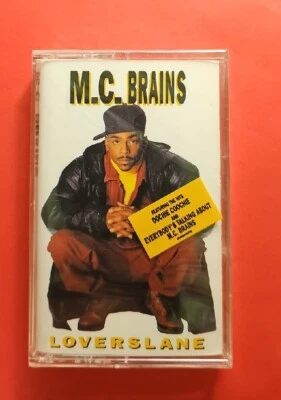 M.C. BRAINS
FEATURING THE HITS
OOCHIE COOCHIE
AND
EVERYBODY'S TALKING ABOUT
M.C. BRAINS
LOVERSLANE